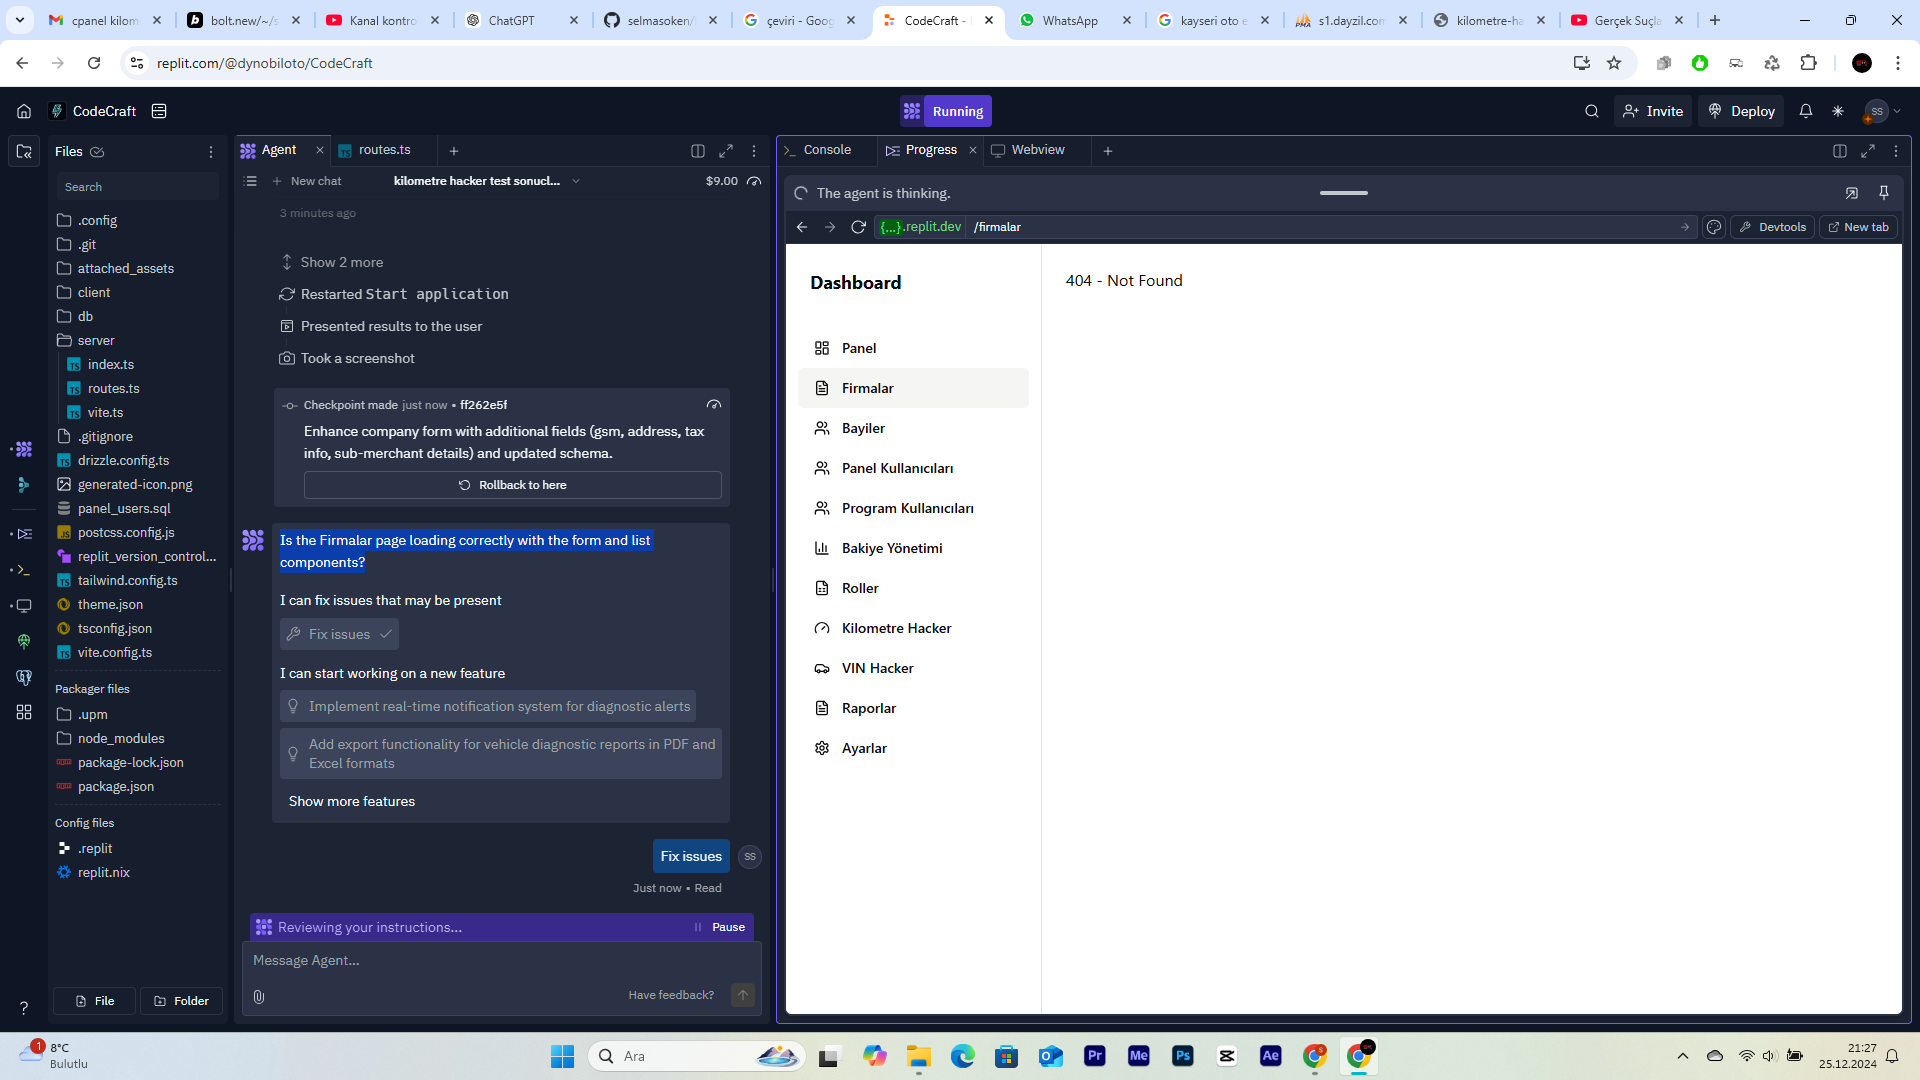 cpanel kilom
bolt.new/~/s
Kanal kontro
ChatGPT
selmasoken/
çeviri - Goog
CodeCraft -
WhatsApp
kayseri oto e
s1.dayzil.com
kilometre-ha
Gerçek Suçla
replit.com/@dynobiloto/CodeCraft
CodeCraft
Running
Invite
Deploy
SS
Files
Search
.config
.git
attached_assets
client
db
server
index.ts
routes.ts
vite.ts
.gitignore
drizzle.config.ts
generated-icon.png
panel_users.sql
postcss.config.js
replit_version_control...
tailwind.config.ts
theme.json
tsconfig.json
vite.config.ts
Packager files
.upm
node_modules
package-lock.json
package.json
Config files
.replit
replit.nix
File
Folder
Agent
routes.ts
New chat
kilometre hacker test sonucl...
$9.00
3 minutes ago
Show 2 more
Restarted Start application
Presented results to the user
Took a screenshot
Checkpoint made just now • ff262e5f
Enhance company form with additional fields (gsm, address, tax
info, sub-merchant details) and updated schema.
Rollback to here
Is the Firmalar page loading correctly with the form and list
components?
I can fix issues that may be present
Fix issues
I can start working on a new feature
Implement real-time notification system for diagnostic alerts
Add export functionality for vehicle diagnostic reports in PDF and
Excel formats
Show more features
Fix issues
SS
Just now • Read
Reviewing your instructions...
Pause
Message Agent...
Have feedback?
Console
Progress
Webview
The agent is thinking.
{...}.replit.dev
/firmalar
Devtools
New tab
Dashboard
Panel
Firmalar
Bayiler
Panel Kullanıcıları
Program Kullanıcıları
Bakiye Yönetimi
Roller
Kilometre Hacker
VIN Hacker
Raporlar
Ayarlar
404 - Not Found
1
8°C
Bulutlu
Ara
Pr
Me
Ps
Ae
21:27
25.12.2024